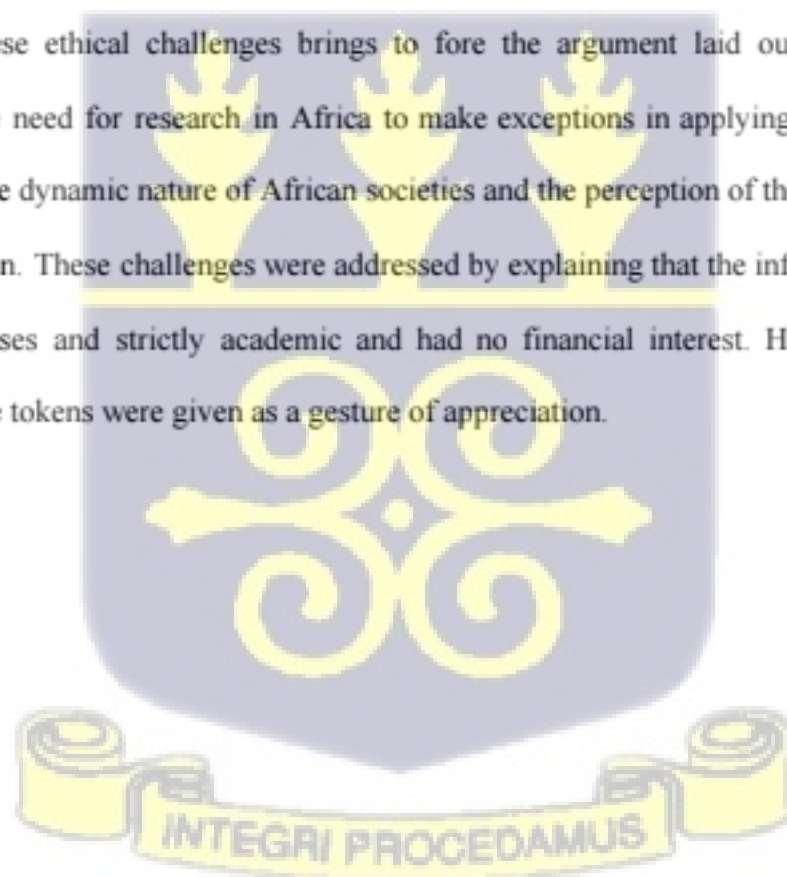 ese ethical challenges brings to fore the argument laid ou
need for research in Africa to make exceptions in applying
e dynamic nature of African societies and the perception of th
n. These challenges were addressed by explaining that the inf
ses and strictly academic and had no financial interest. H
e tokens were given as a gesture of appreciation.
INTEGRI PROCEDAMUS